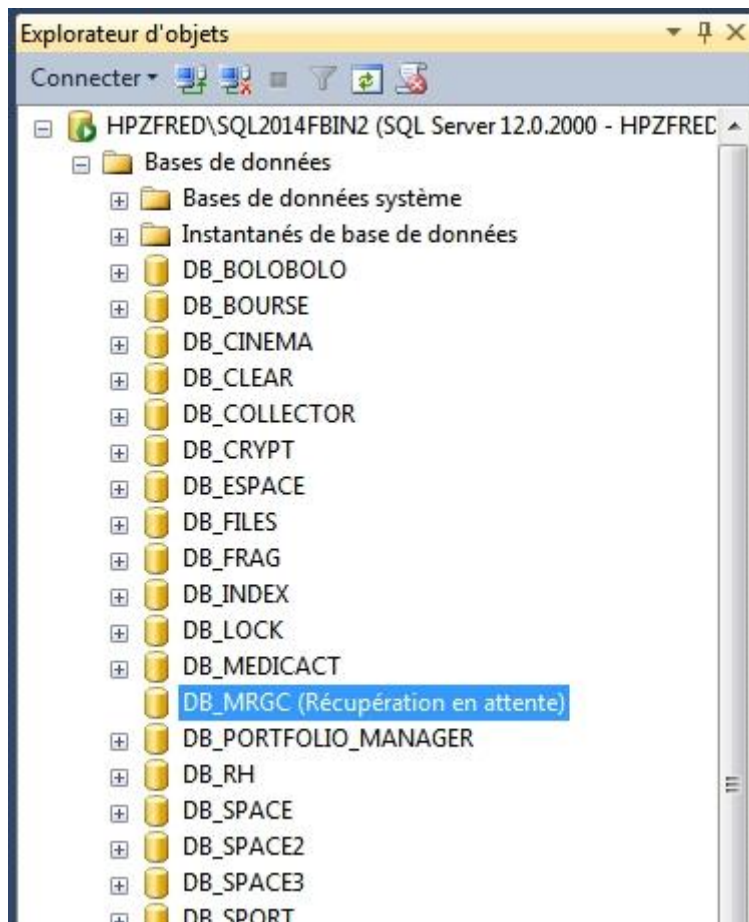 Explorateur d'objets
Connecter
HPZFRED\SQL2014FBIN2 (SQL Server 12.0.2000 - HPZFRED
Bases de données
Bases de données système
Instantanés de base de données
DB_BOLOBOLO
DB_BOURSE
DB_CINEMA
DB_CLEAR
DB_COLLECTOR
DB_CRYPT
DB_ESPACE
DB_FILES
DB_FRAG
DB_INDEX
DB_LOCK
DB_MEDICACT
DB_MRGC (Récupération en attente)
DB_PORTFOLIO_MANAGER
DB_RH
DB_SPACE
DB_SPACE2
DB_SPACE3
DB_SPORT